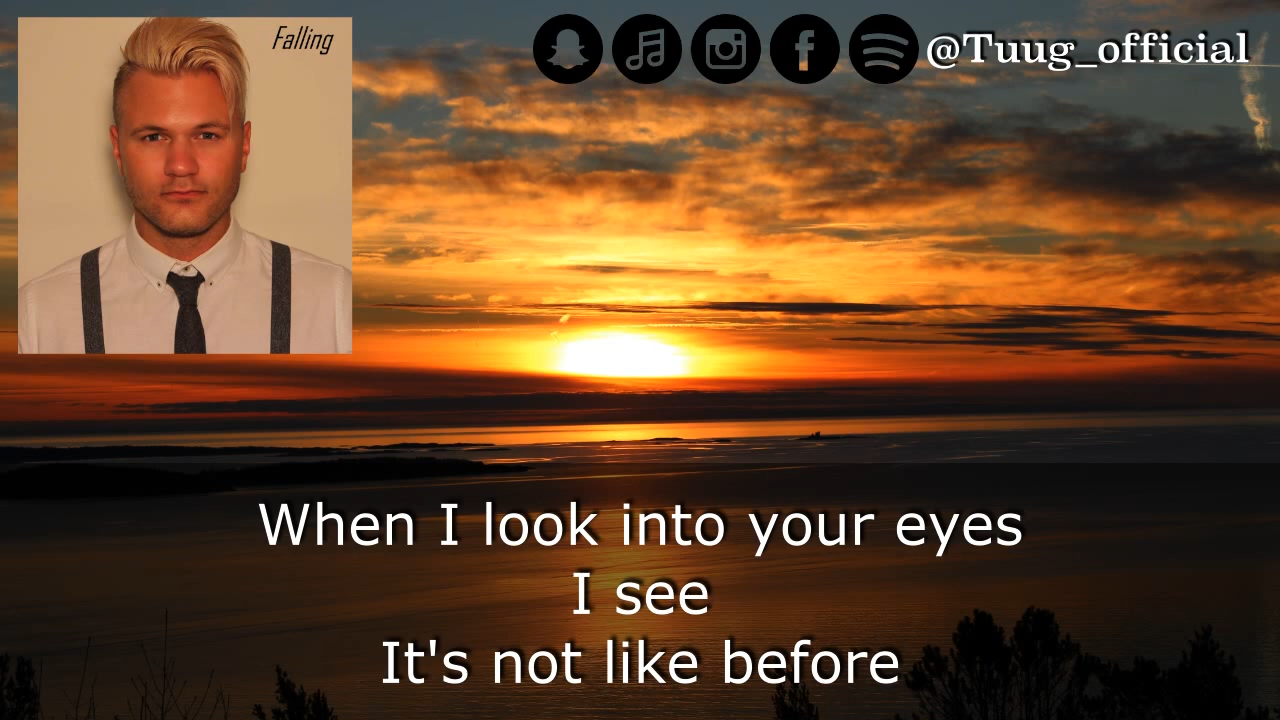 Falling
@Tuug_official
When I look into your eyes
I see
It's not like before